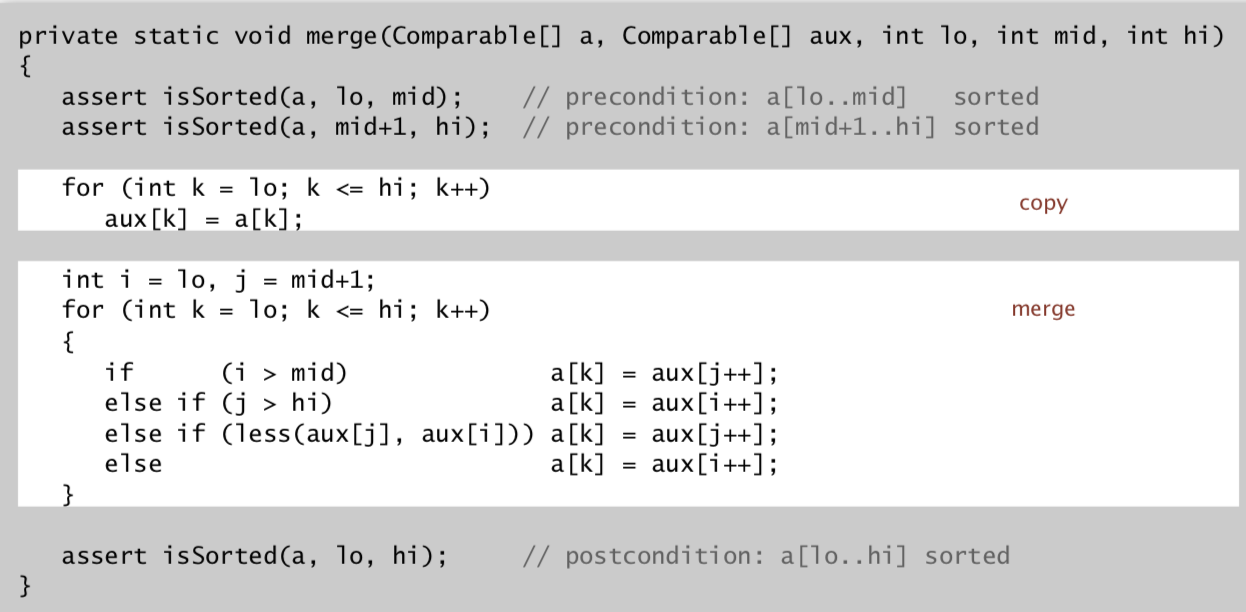 private static void merge(Comparable[] a, Comparable[] aux, int lo, int mid, int hi)
{
   assert isSorted(a, lo, mid);    // precondition: a[lo..mid]   sorted
   assert isSorted(a, mid+1, hi);  // precondition: a[mid+1..hi] sorted
   for (int k = lo; k <= hi; k++)
      aux[k] = a[k];
copy
   int i = lo, j = mid+1;
   for (int k = lo; k <= hi; k++)
merge
   {
      if      (i > mid)              a[k] = aux[j++];
      else if (j > hi)               a[k] = aux[i++];
      else if (less(aux[j], aux[i])) a[k] = aux[j++];
      else                           a[k] = aux[i++];
   }
   assert isSorted(a, lo, hi);     // postcondition: a[lo..hi] sorted
}